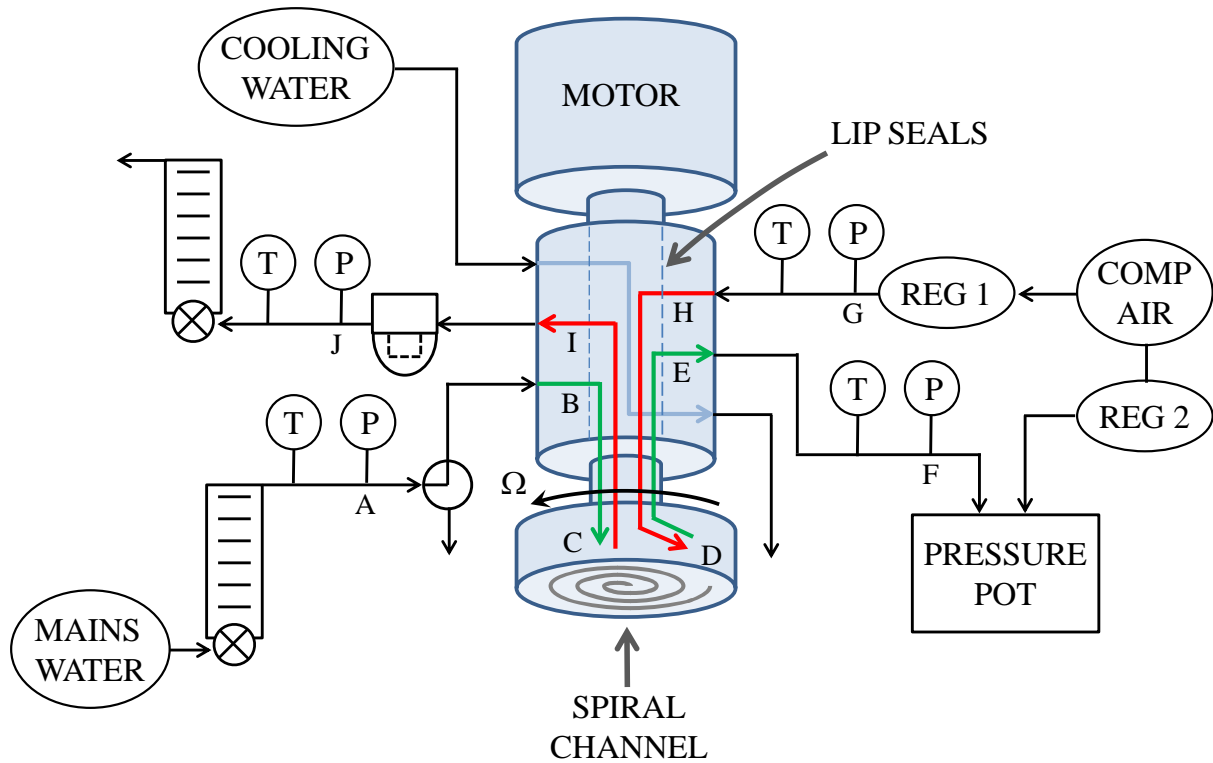 COOLING
WATER
MOTOR
LIP SEALS
T
P
T
P
REG 1
COMP
AIR
H
G
J
I
E
B
T
P
T
P
REG 2
A
F
Ω
C
D
PRESSURE
POT
MAINS
WATER
SPIRAL
CHANNEL